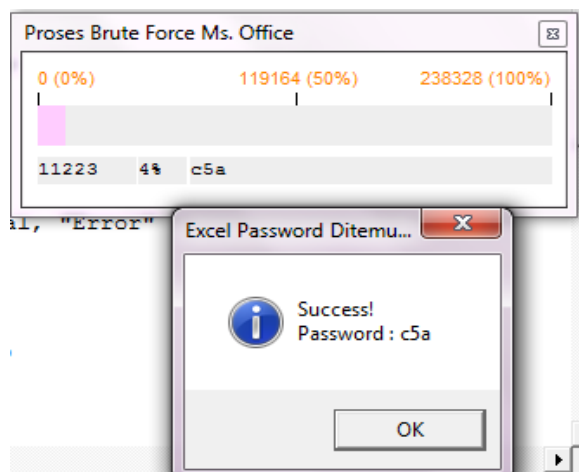 Proses Brute Force Ms. Office
0 (0%) 119164 (50%) 238328 (100%)
11223 4% c5a
"Error"
Excel Password Ditemu...
Success!
Password : c5a
OK